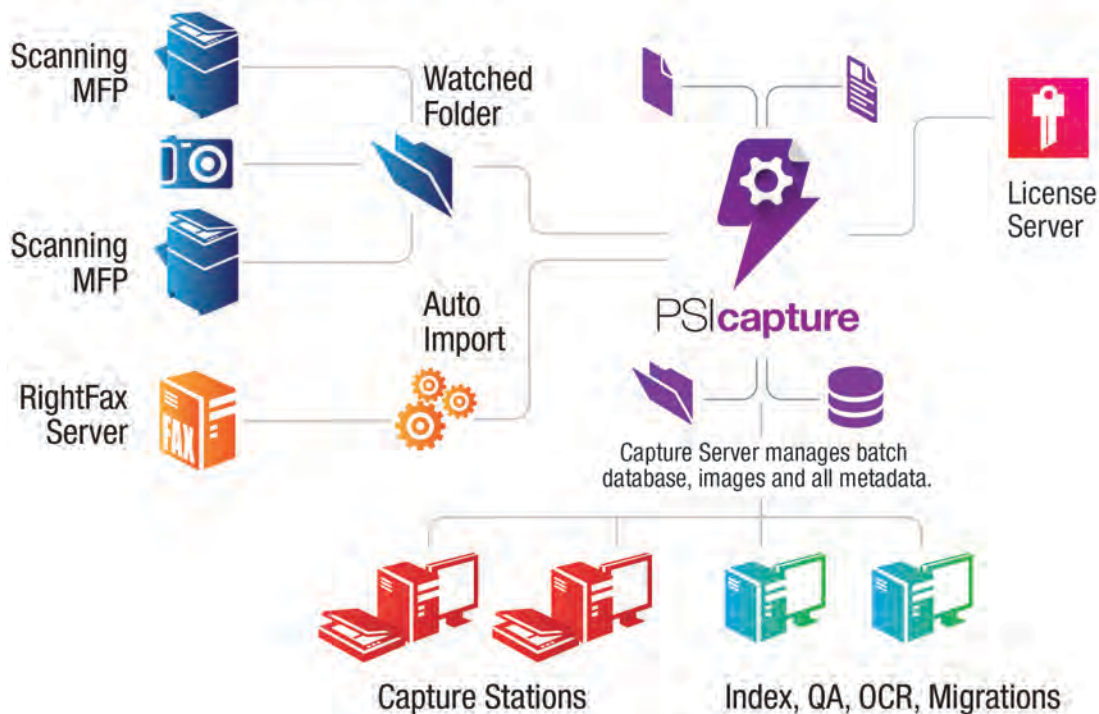 Scanning
MFP
Watched
Folder
License
Server
Scanning
MFP
Auto
Import
PSIcapture
RightFax
Server
FAX
Capture Server manages batch
database, images and all metadata.
Capture Stations
Index, QA, OCR, Migrations